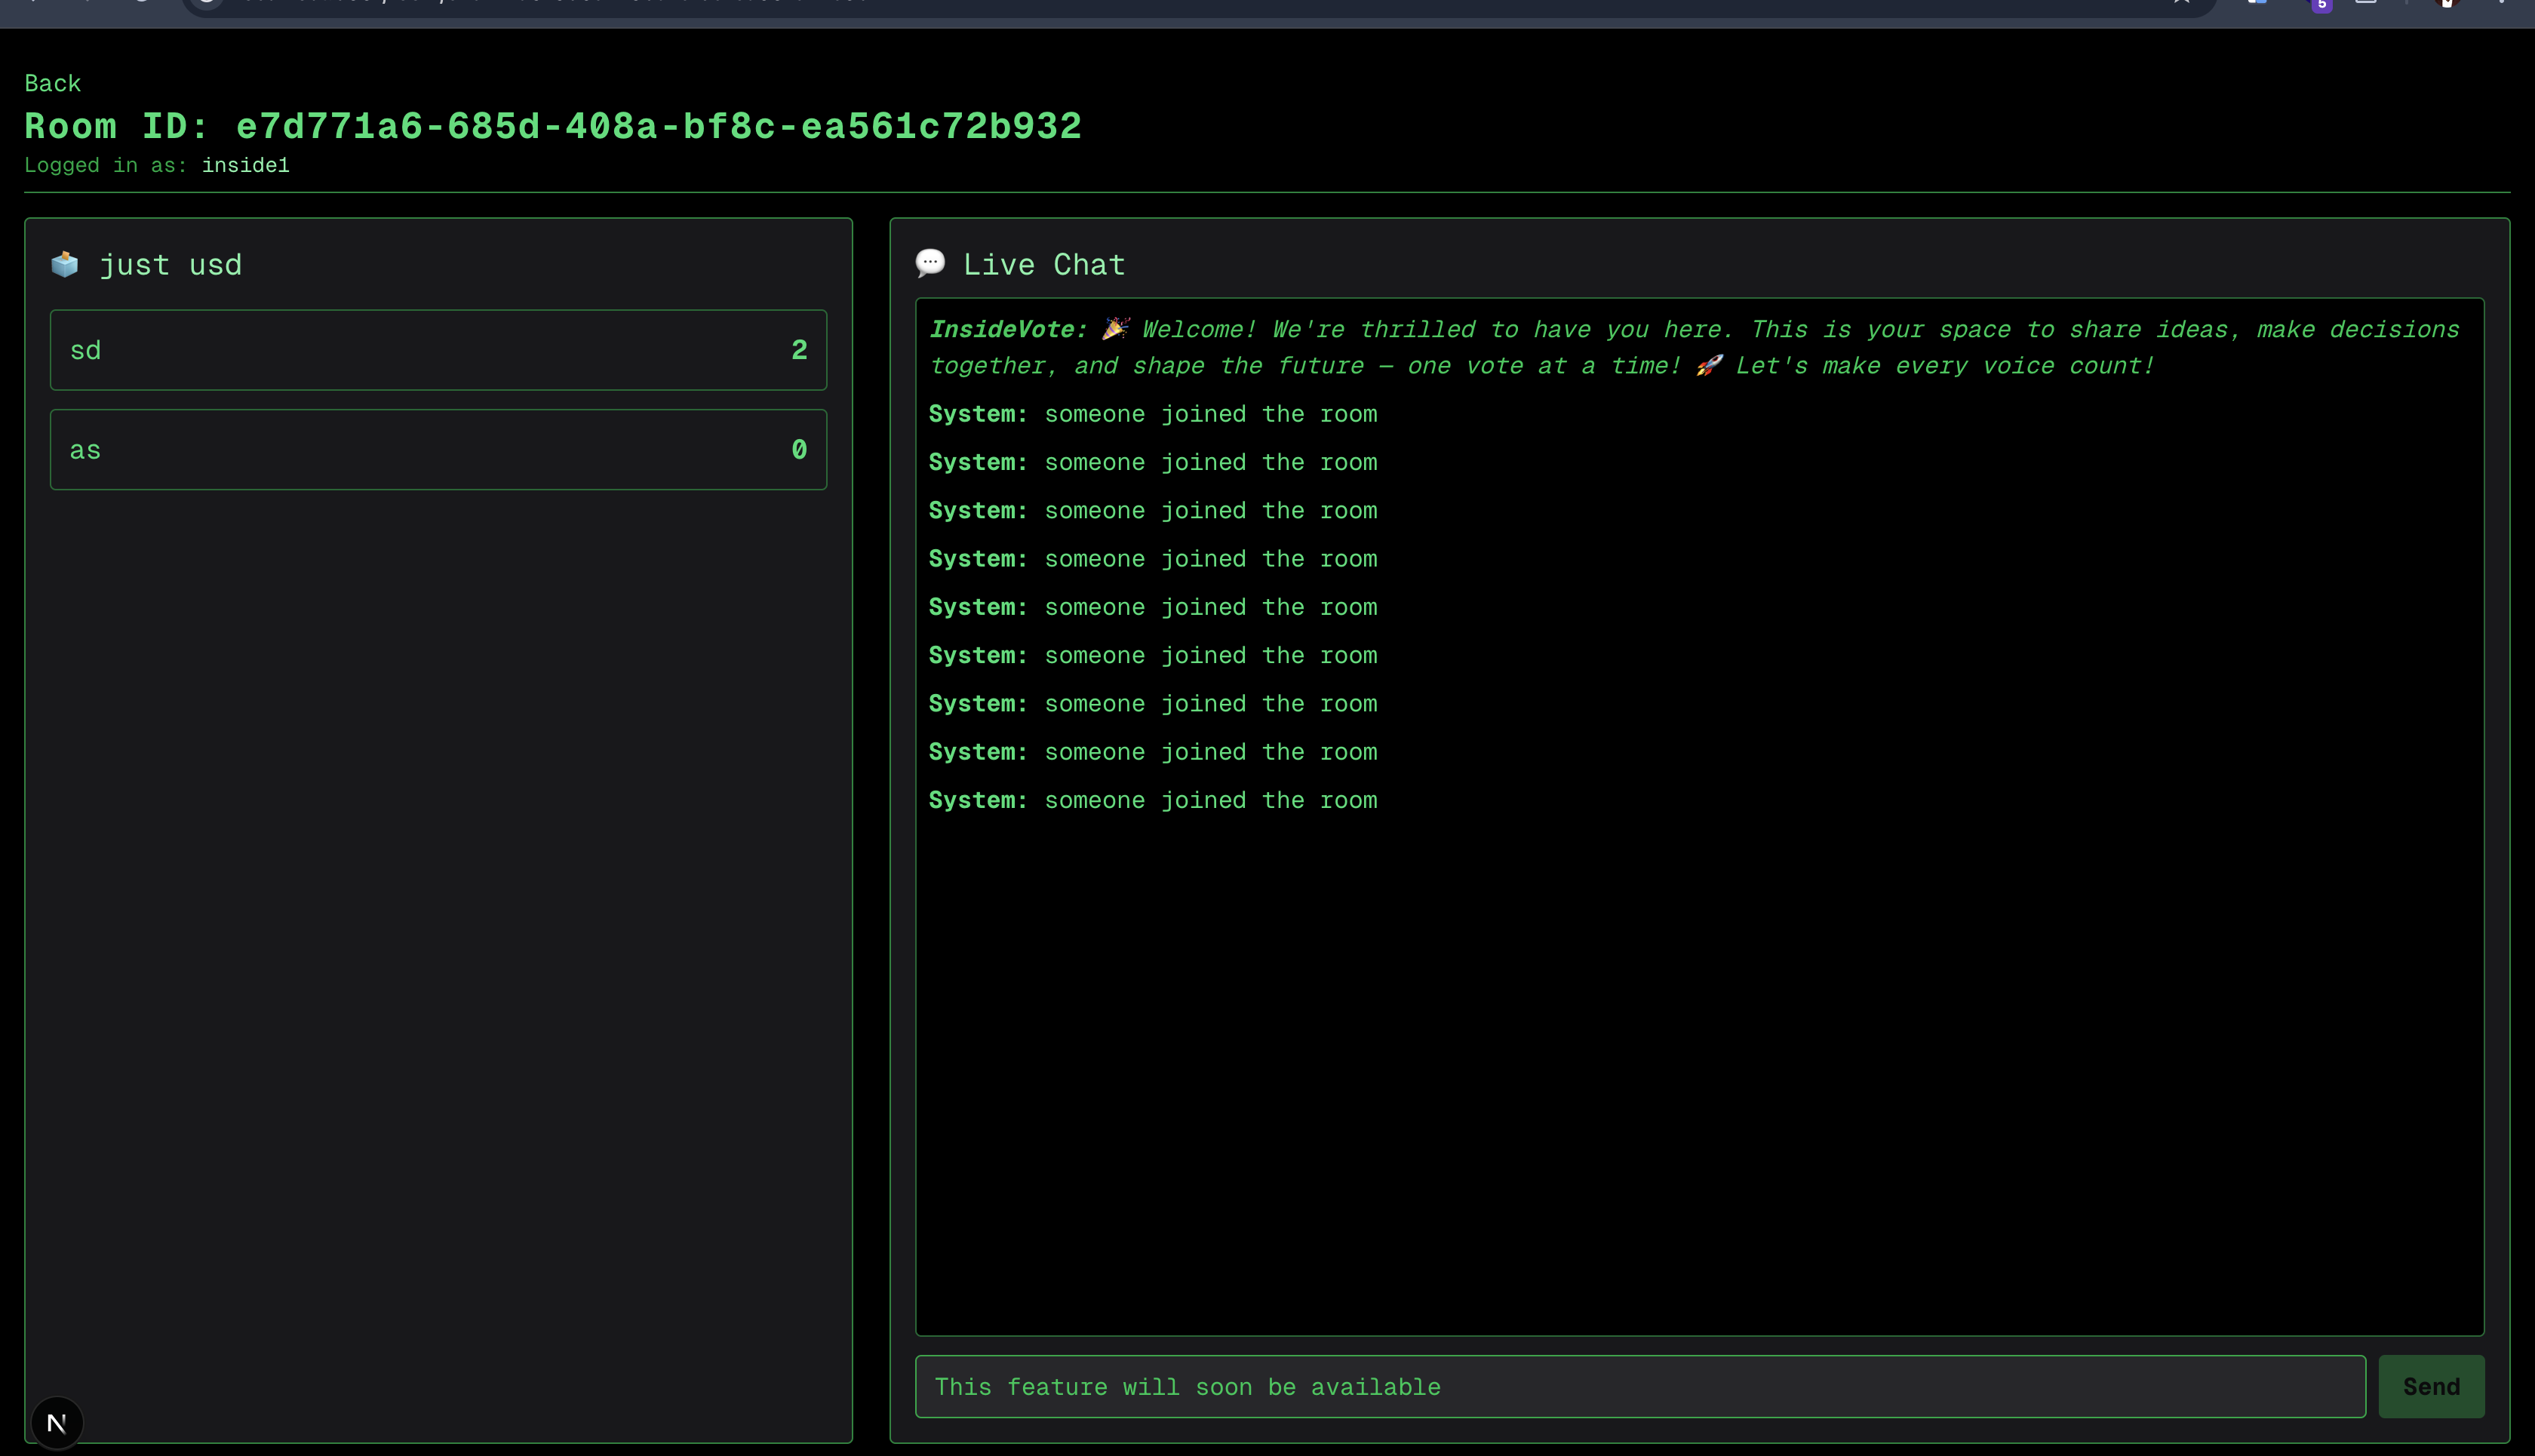 5
Back
Room ID: e7d771a6-685d-408a-bf8c-ea561c72b932
Logged in as: inside1
just usd
sd 2
as 0
Live Chat
InsideVote: 🎉 Welcome! We're thrilled to have you here. This is your space to share ideas, make decisions
together, and shape the future — one vote at a time! 🚀 Let's make every voice count!
System: someone joined the room
System: someone joined the room
System: someone joined the room
System: someone joined the room
System: someone joined the room
System: someone joined the room
System: someone joined the room
System: someone joined the room
System: someone joined the room
This feature will soon be available
Send
N